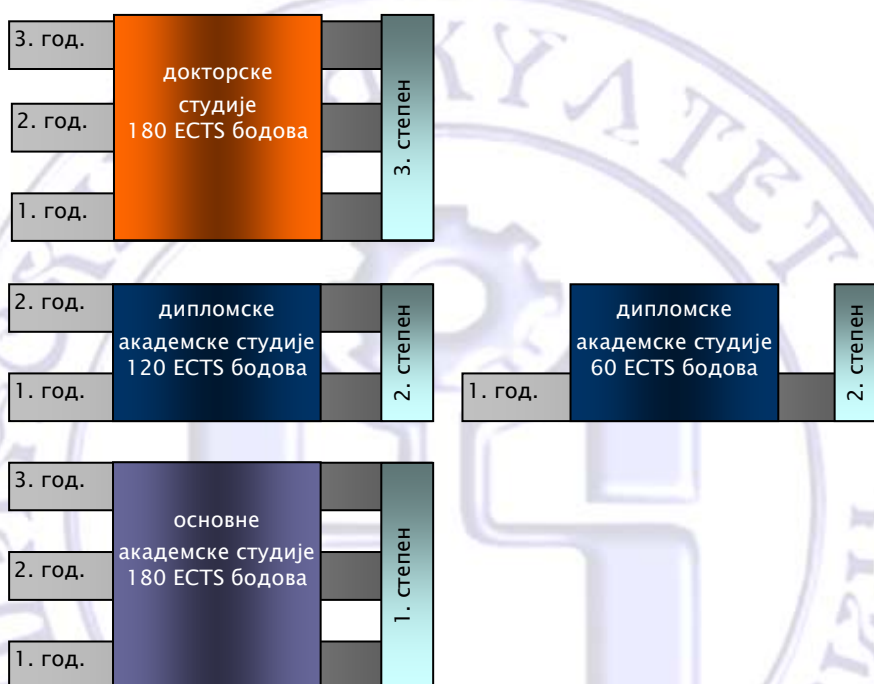 3. год.
докторске
студије
180 ECTS бодова
2. год.
1. год.
3. степен
2. год.
дипломске
академске студије
120 ECTS бодова
1. год.
2. степен
дипломске
академске студије
60 ECTS бодова
1. год.
2. степен
3. год.
основне
академске студије
180 ECTS бодова
2. год.
1. год.
1. степен